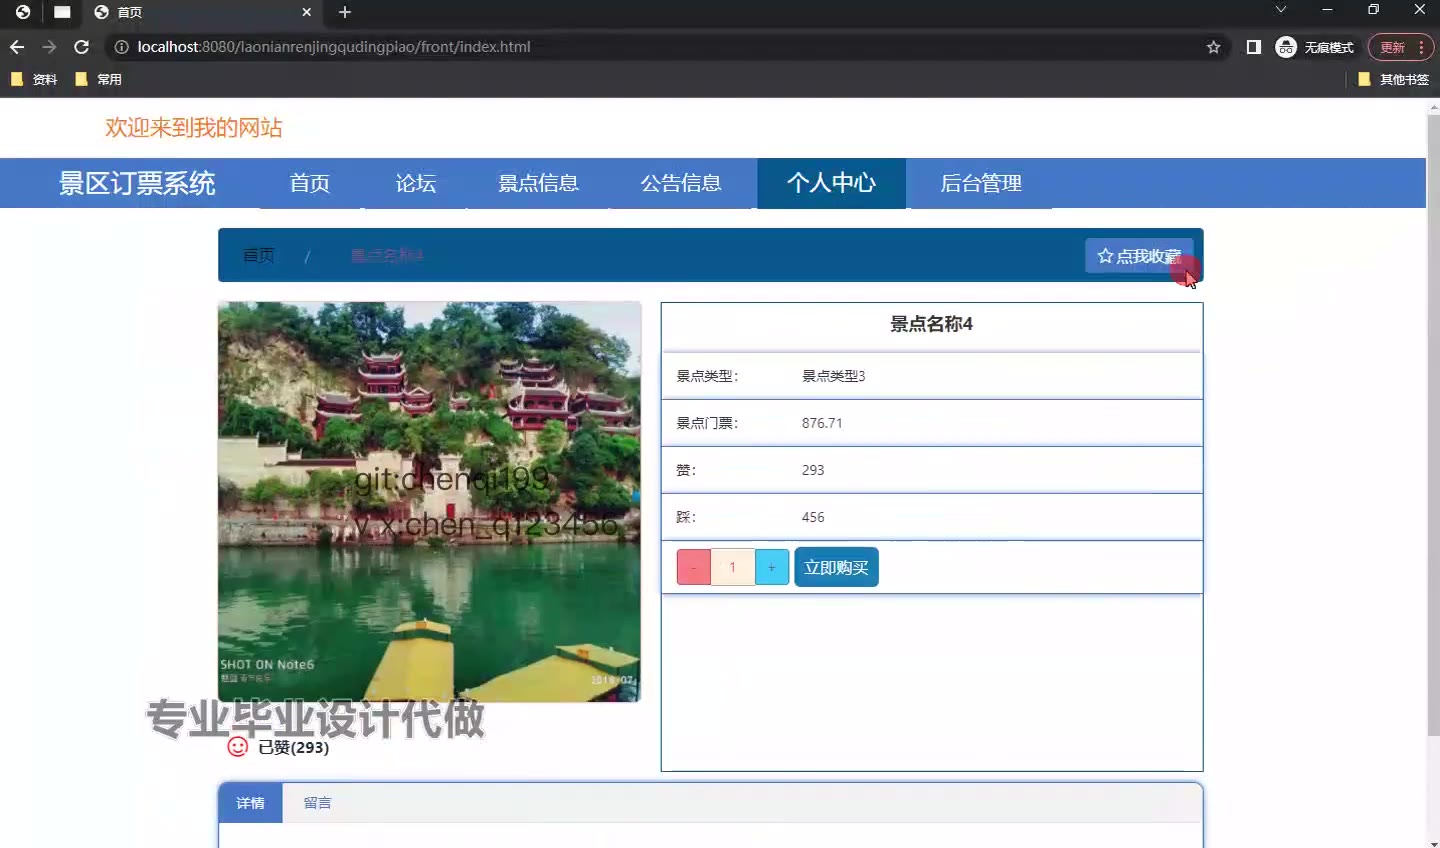 首页
localhost:8080/laonianrenjingqudingpiao/front/index.html
无痕模式
更新
资料
常用
其他书签
欢迎来到我的网站
景区订票系统
首页
论坛
景点信息
公告信息
个人中心
后台管理
首页 / 景点名称4
点我收藏
景点名称4
景点类型： 景点类型3
景点门票： 876.71
赞： 293
踩： 456
- 1 + 立即购买
git:chenqi199
v.x:chen_q123456
SHOT ON Note6
专业毕业设计代做
已赞(293)
详情
留言